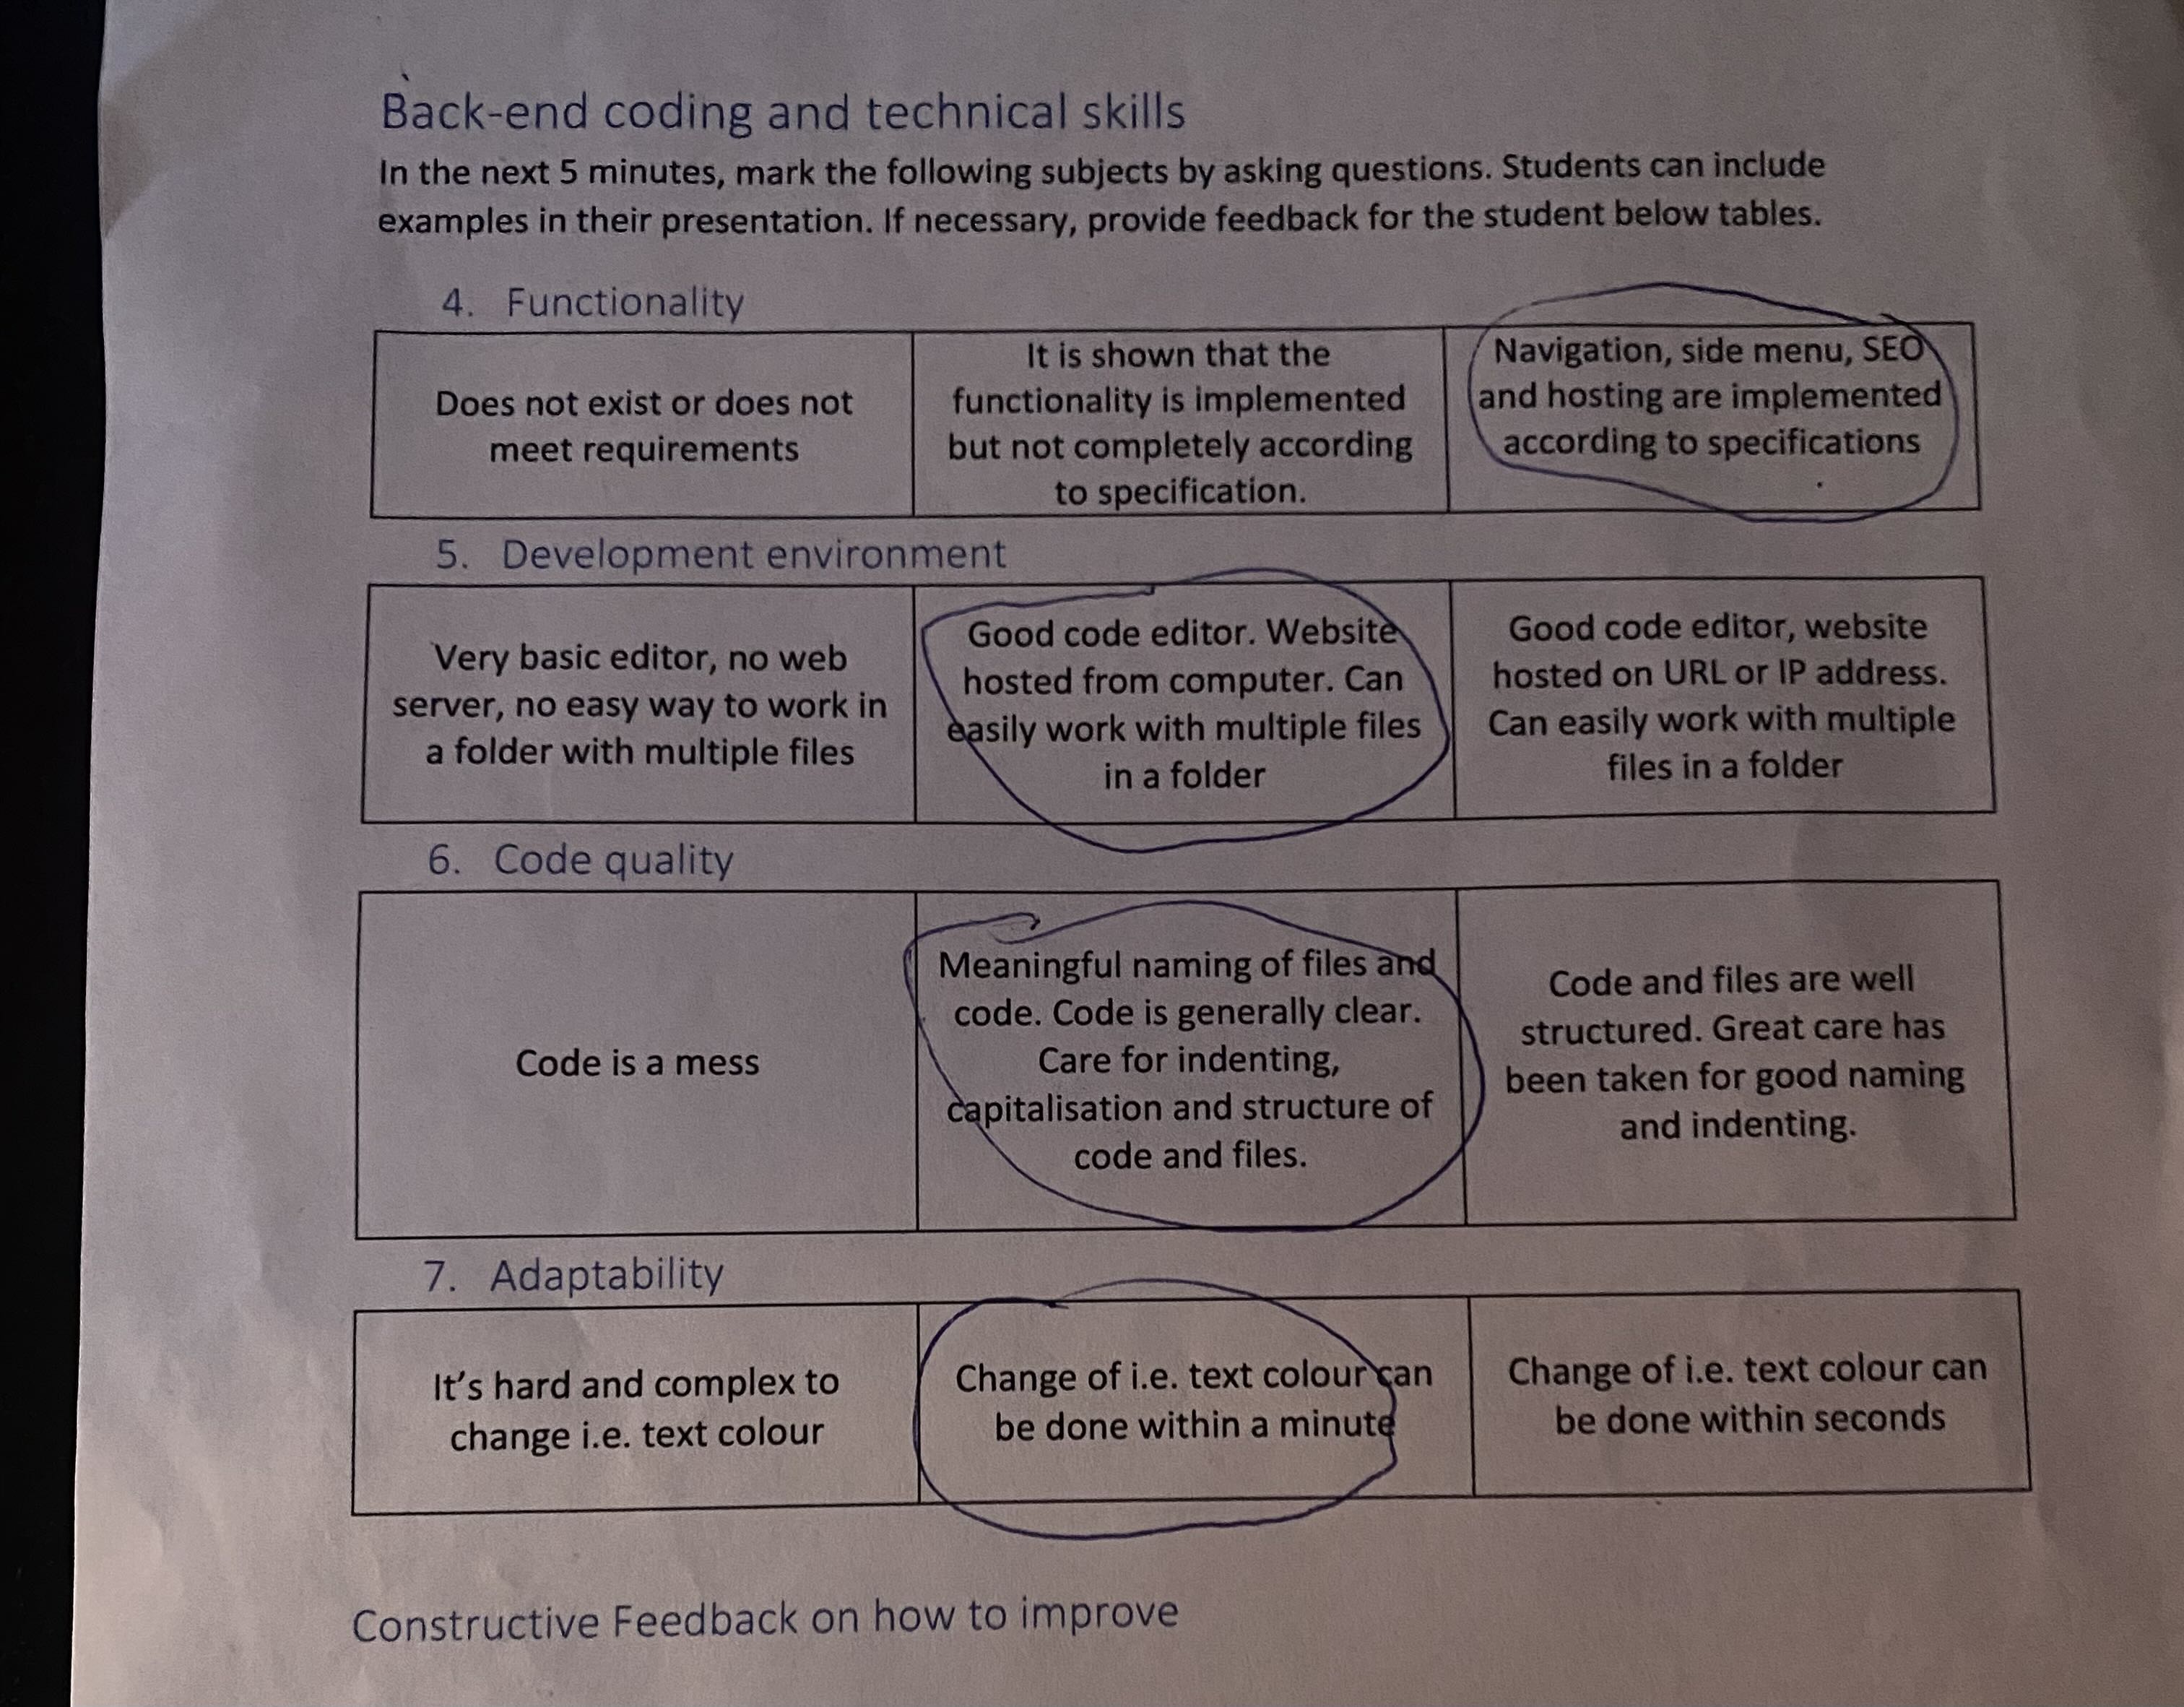 Back-end coding and technical skills
In the next 5 minutes, mark the following subjects by asking questions. Students can include
examples in their presentation. If necessary, provide feedback for the student below tables.
4. Functionality
Does not exist or does not
meet requirements
It is shown that the
functionality is implemented
but not completely according
to specification.
Navigation, side menu, SEO
and hosting are implemented
according to specifications
5. Development environment
Very basic editor, no web
server, no easy way to work in
a folder with multiple files
Good code editor. Website
hosted from computer. Can
easily work with multiple files
in a folder
Good code editor, website
hosted on URL or IP address.
Can easily work with multiple
files in a folder
6. Code quality
Code is a mess
Meaningful naming of files and
code. Code is generally clear.
Care for indenting,
capitalisation and structure of
code and files.
Code and files are well
structured. Great care has
been taken for good naming
and indenting.
7. Adaptability
It's hard and complex to
change i.e. text colour
Change of i.e. text colour can
be done within a minute
Change of i.e. text colour can
be done within seconds
Constructive Feedback on how to improve